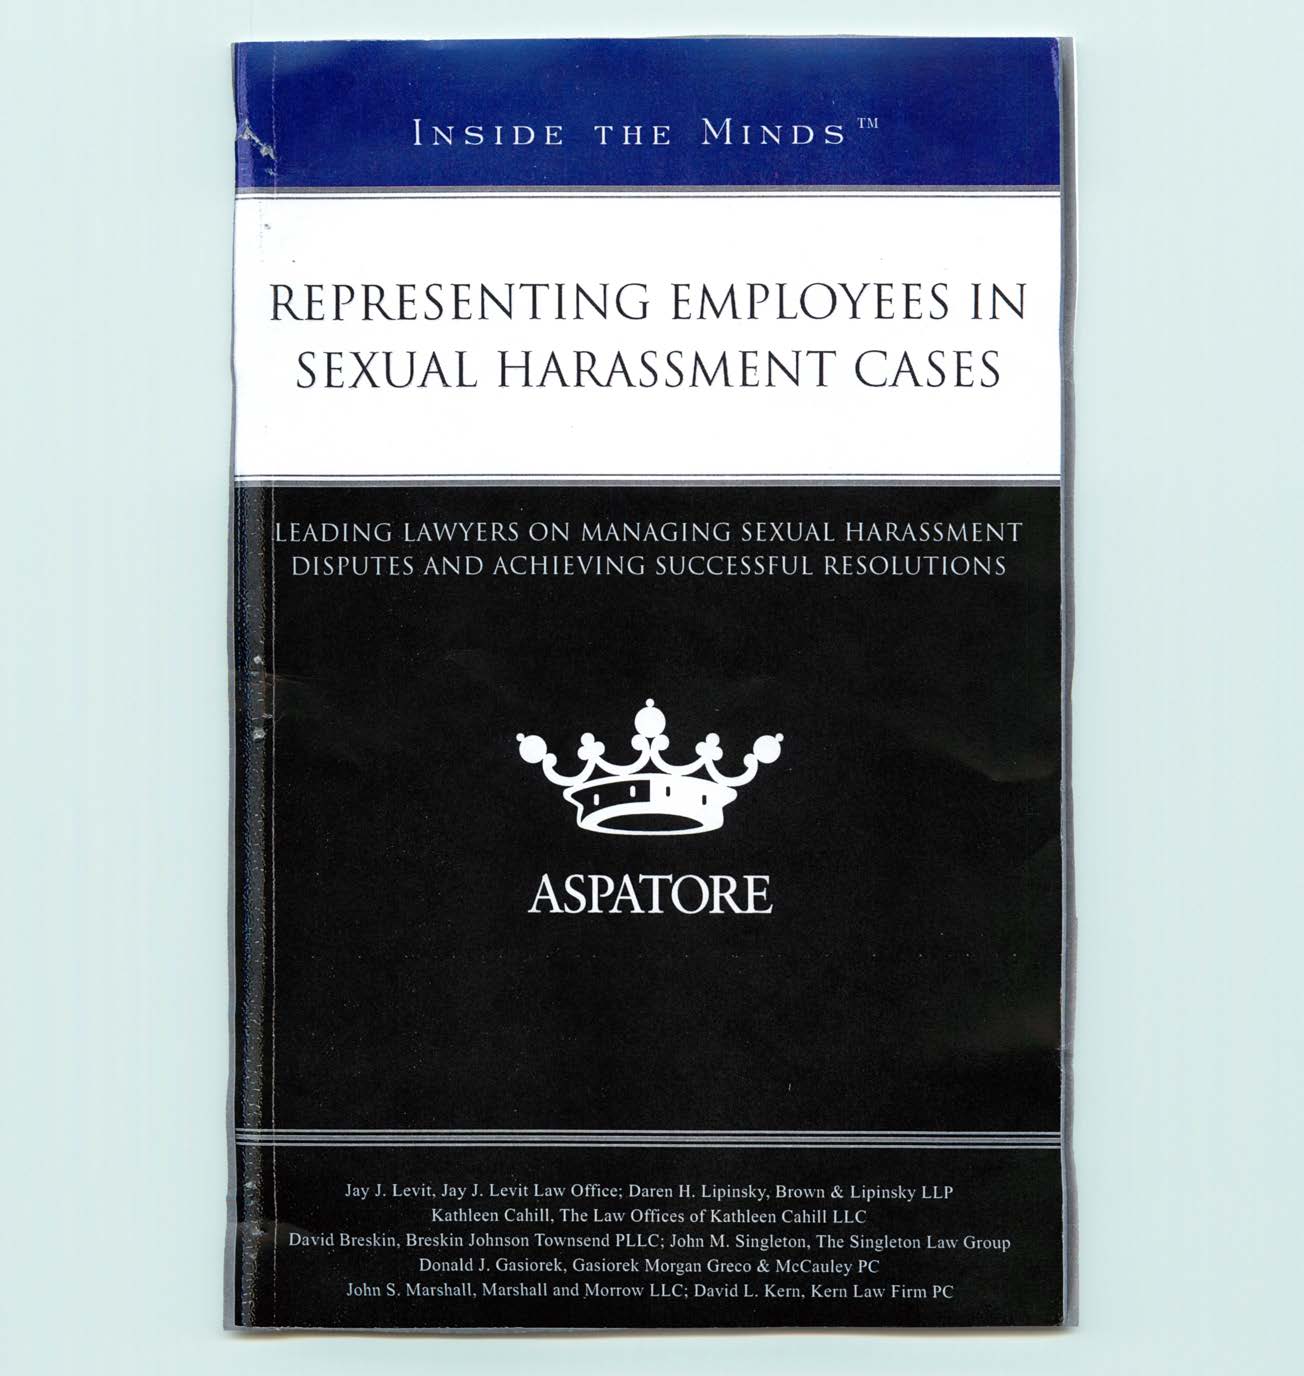 INSIDE THE MINDS™
REPRESENTING EMPLOYEES IN
SEXUAL HARASSMENT CASES
LEADING LAWYERS ON MANAGING SEXUAL HARASSMENT
DISPUTES AND ACHIEVING SUCCESSFUL RESOLUTIONS
ASPATORE
Jay J. Levit, Jay J. Levit Law Office; Daren H. Lipinsky, Brown & Lipinsky LLP
Kathleen Cahill, The Law Offices of Kathleen Cahill LLC
David Breskin, Breskin Johnson Townsend PLLC; John M. Singleton, The Singleton Law Group
Donald J. Gasiorek, Gasiorek Morgan Greco & McCauley PC
John S. Marshall, Marshall and Morrow LLC; David L. Kern, Kern Law Firm PC